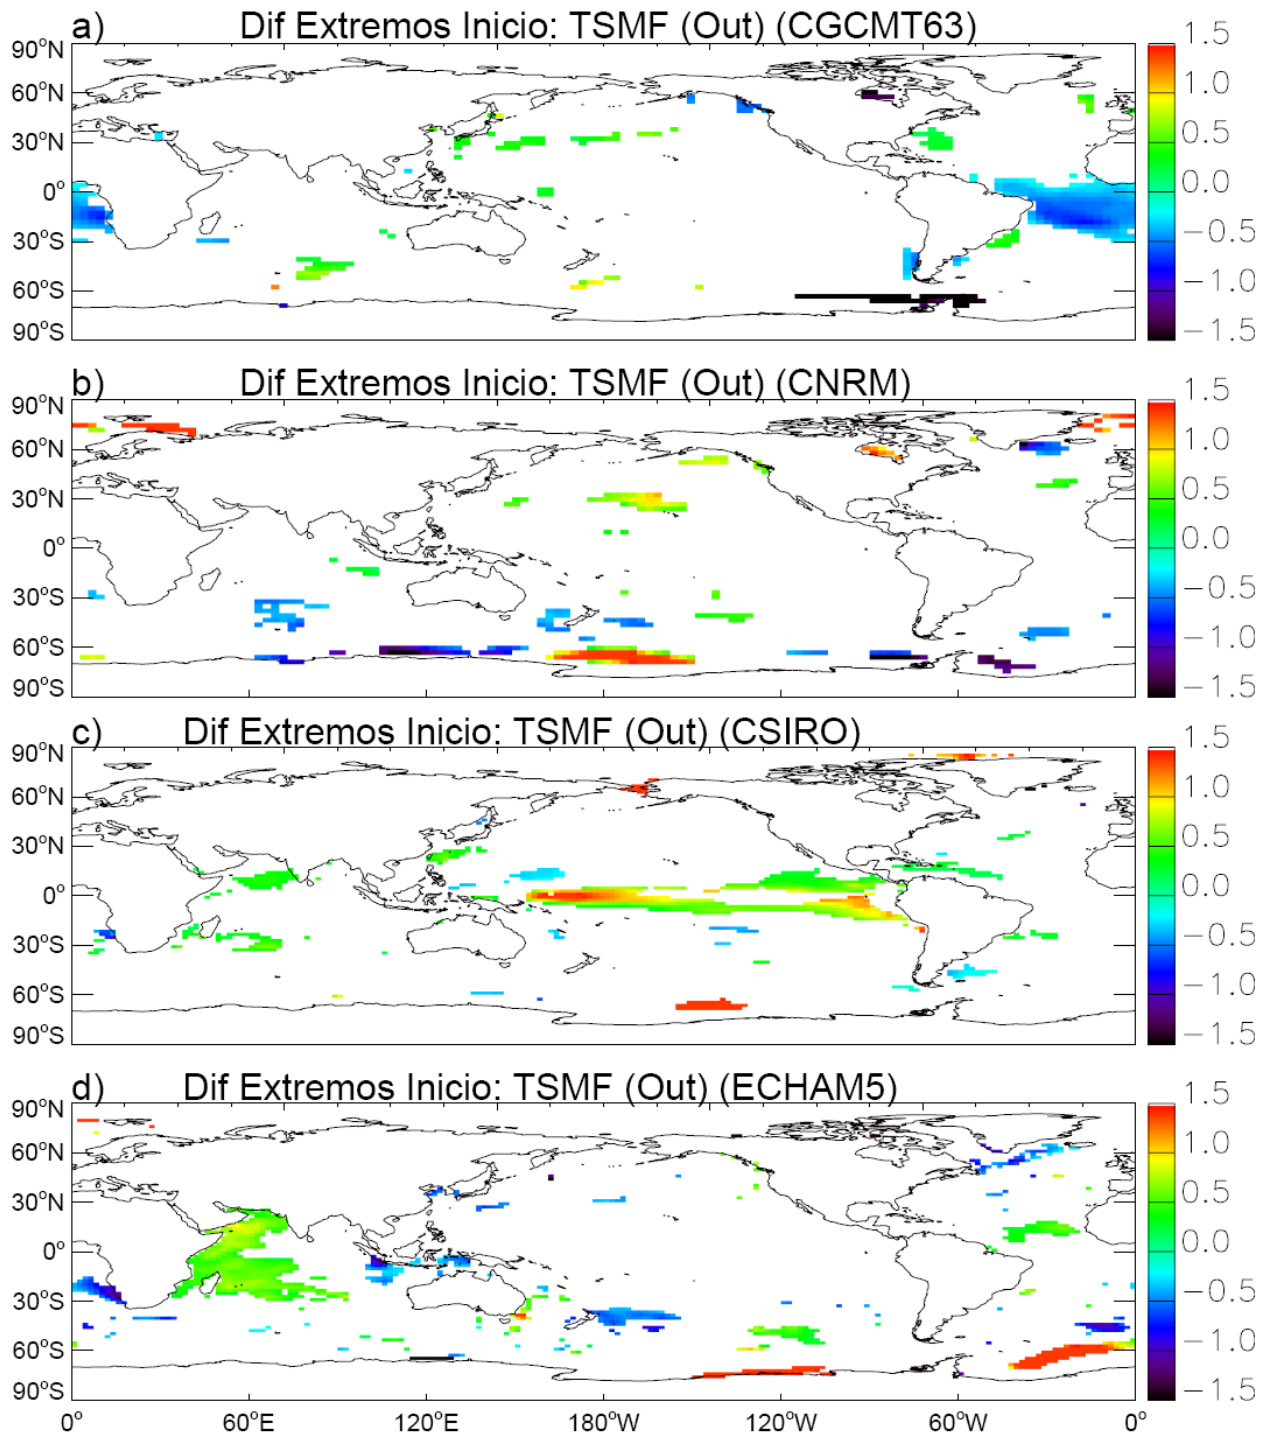 a) Dif Extremos Inicio: TSMF (Out) (CGCMT63)
90°N
60°N
30°N
0°
30°S
60°S
90°S
1.5
1.0
0.5
0.0
−0.5
−1.0
−1.5
b) Dif Extremos Inicio: TSMF (Out) (CNRM)
90°N
60°N
30°N
0°
30°S
60°S
90°S
1.5
1.0
0.5
0.0
−0.5
−1.0
−1.5
c) Dif Extremos Inicio: TSMF (Out) (CSIRO)
90°N
60°N
30°N
0°
30°S
60°S
90°S
1.5
1.0
0.5
0.0
−0.5
−1.0
−1.5
d) Dif Extremos Inicio: TSMF (Out) (ECHAM5)
90°N
60°N
30°N
0°
30°S
60°S
90°S
1.5
1.0
0.5
0.0
−0.5
−1.0
−1.5
0° 60°E 120°E 180°W 120°W 60°W 0°